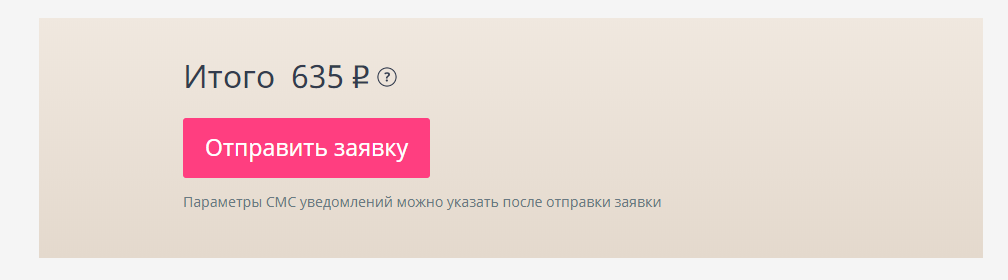 Итого 635 ₽ ?
Отправить заявку
Параметры СМС уведомлений можно указать после отправки заявки